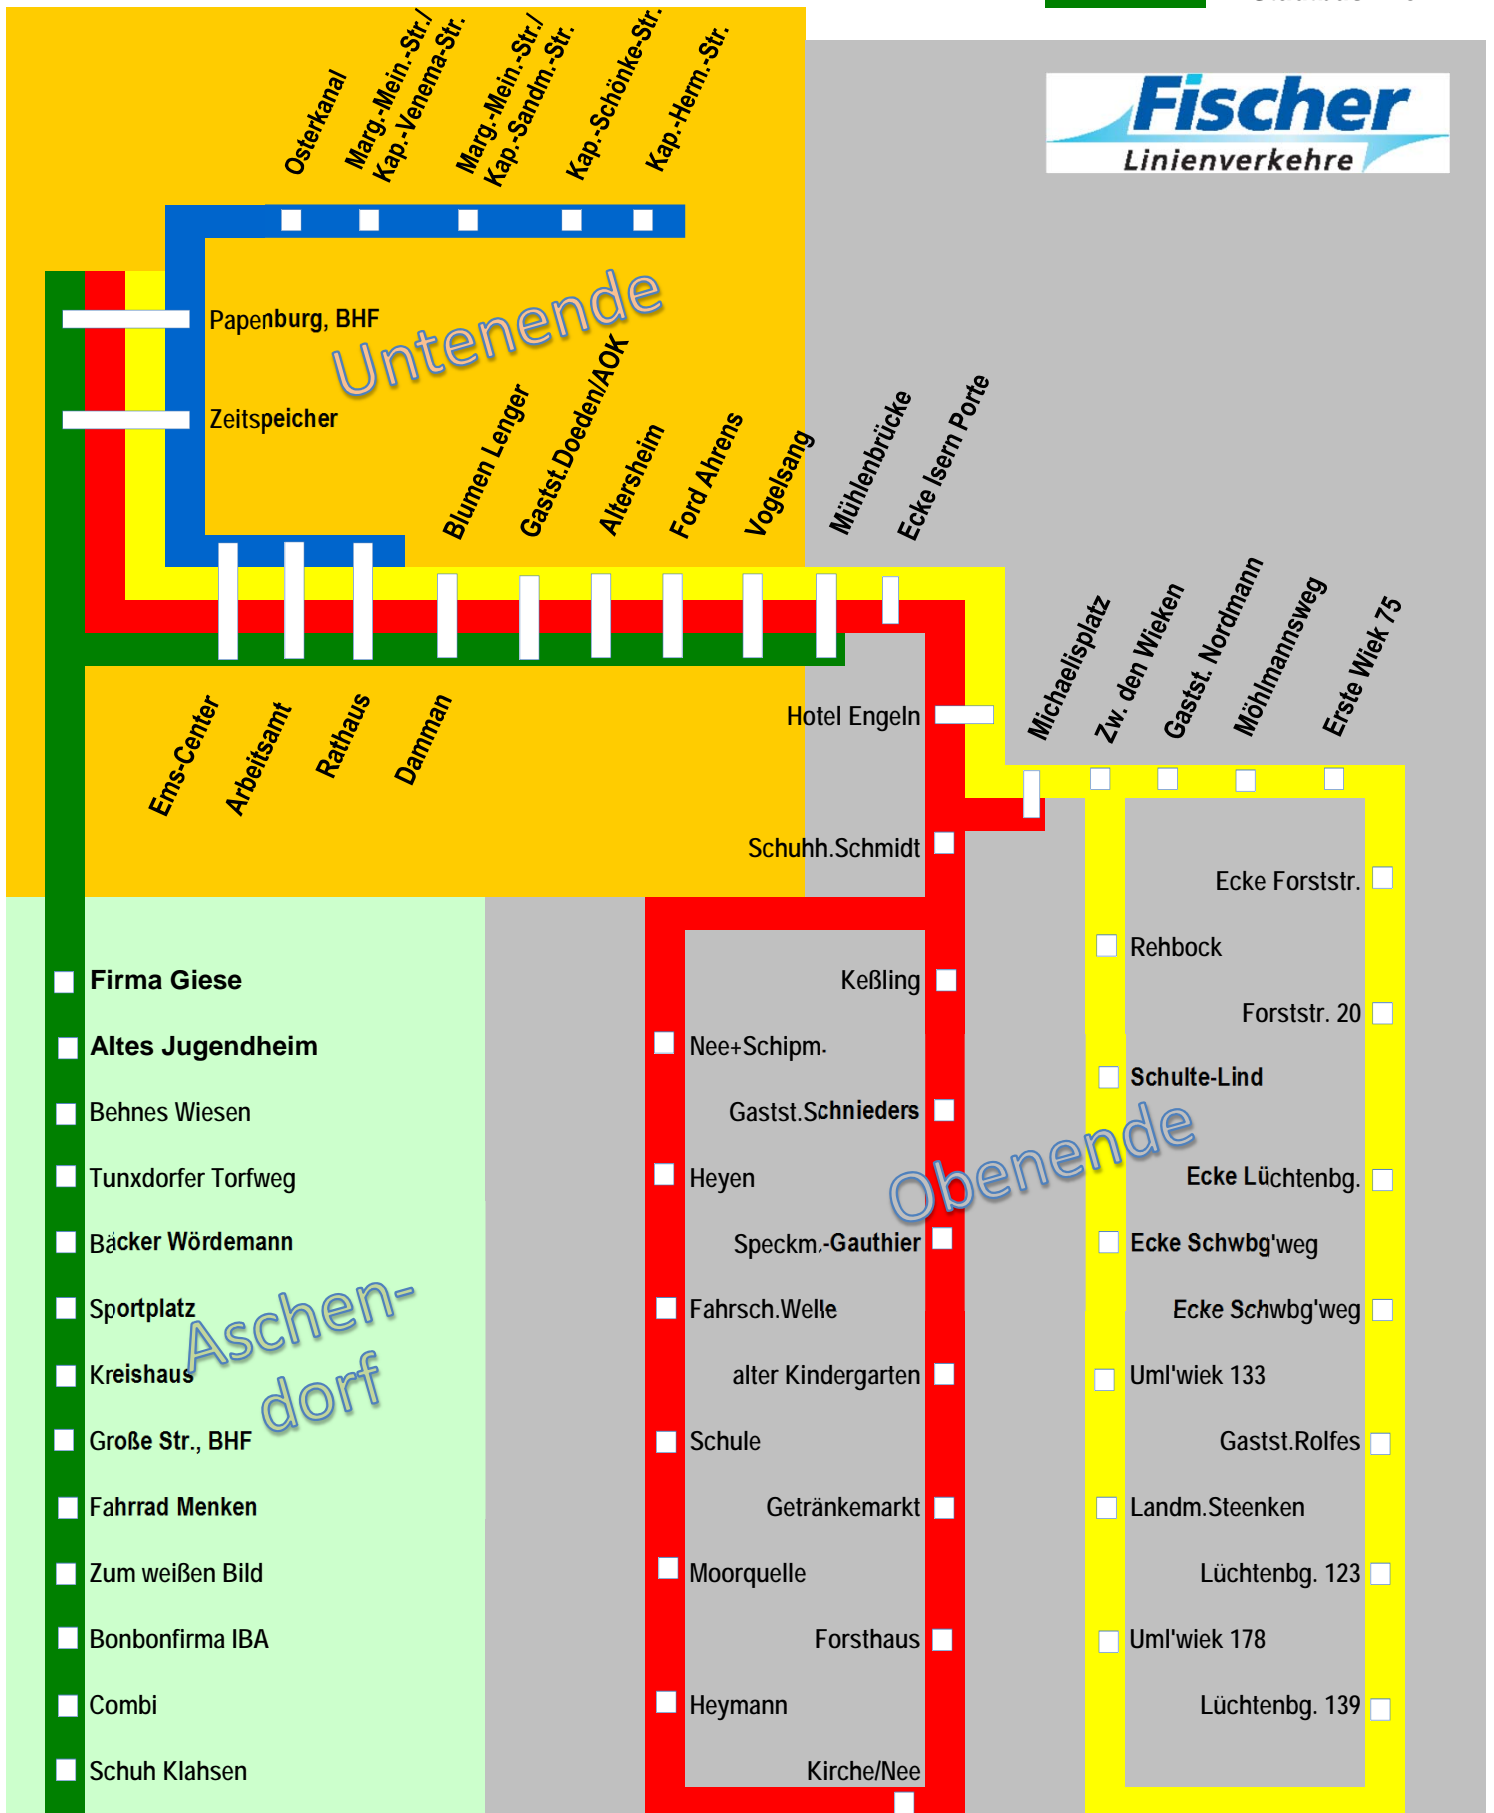 Marg.-Mein.-Str./
Kap.-Venema-Str.
Marg.-Mein.-Str./
Kap.-Sandm.-Str.
Kap.-Schönke-Str.
Kap.-Herm.-Str.
Osterkanal
Fischer
Linienverkehre
Papenburg, BHF
Untenende
Zeitspeicher
Blumen Lenger
Gastst.Doeden/AOK
Altersheim
Ford Ahrens
Vogelsang
Mühlenbrücke
Ecke Isern Porte
Ems-Center
Arbeitsamt
Rathaus
Damman
Hotel Engeln
Michaelisplatz
Zw. den Wieken
Gastst. Nordmann
Möhlmannsweg
Erste Wiek 75
Schuhh.Schmidt
Ecke Forststr.
Rehbock
Firma Giese
Keßling
Forststr. 20
Altes Jugendheim
Nee+Schipm.
Schulte-Lind
Behnes Wiesen
Gastst.Schnieders
Obenende
Tunxdorfer Torfweg
Heyen
Ecke Lüchtenbg.
Bäcker Wördemann
Speckm.-Gauthier
Ecke Schwbg'weg
Sportplatz
Aschen-
dorf
Fahrsch.Welle
Ecke Schwbg'weg
Kreishaus
alter Kindergarten
Uml'wiek 133
Große Str., BHF
Schule
Gastst.Rolfes
Fahrrad Menken
Getränkemarkt
Landm.Steenken
Zum weißen Bild
Moorquelle
Lüchtenbg. 123
Bonbonfirma IBA
Forsthaus
Uml'wiek 178
Combi
Heymann
Lüchtenbg. 139
Schuh Klahsen
Kirche/Nee